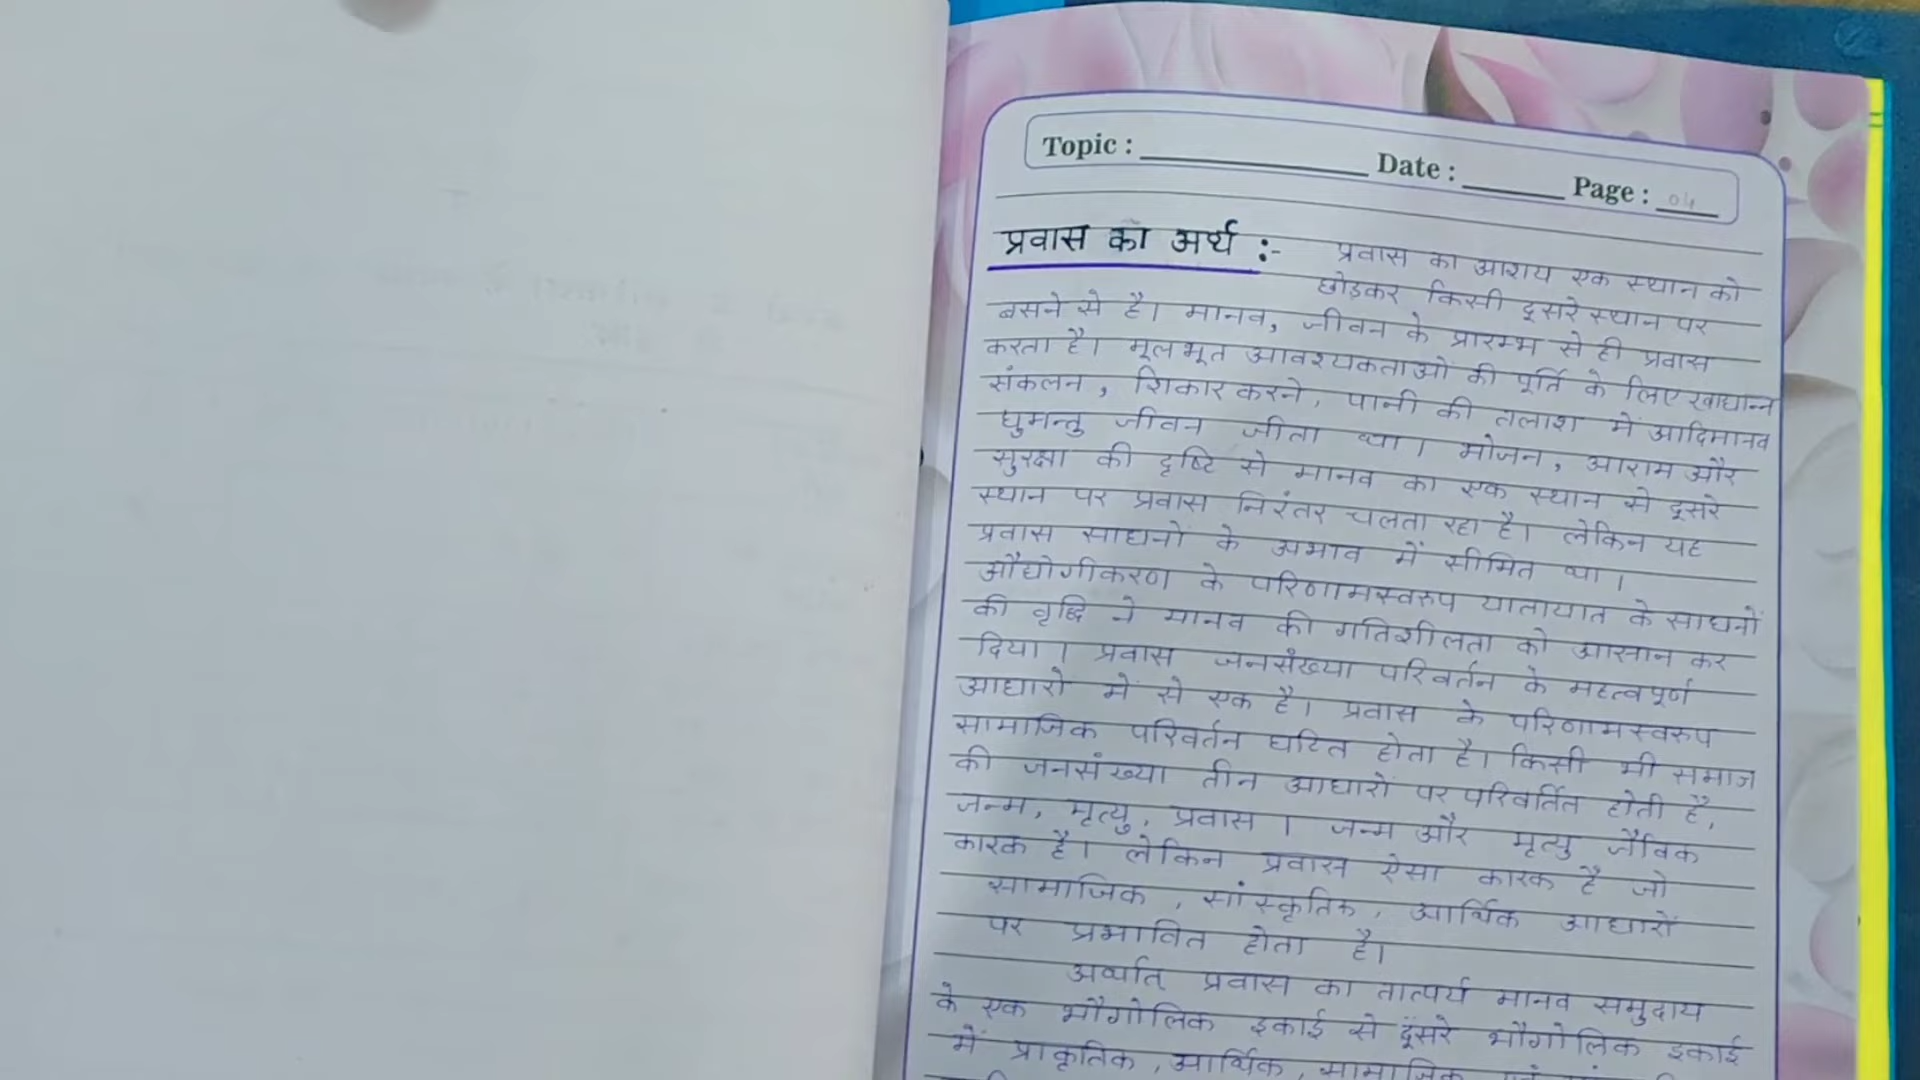 Topic : Date : Page : 04
प्रवास का अर्थ :- प्रवास का आशय एक स्थान को
छोड़कर किसी दूसरे स्थान पर
बसने से है। मानव, जीवन के प्रारम्भ से ही प्रवास
करता है। मूलभूत आवश्यकताओं की पूर्ति के लिए खाद्यान्न
संकलन, शिकार करने, पानी की तलाश में आदिमानव
घुमन्तु जीवन जीता था। भोजन, आराम और
सुरक्षा की दृष्टि से मानव का एक स्थान से दूसरे
स्थान पर प्रवास निरंतर चलता रहा है। लेकिन यह
प्रवास साधनों के अभाव में सीमित था।
औद्योगीकरण के परिणामस्वरुप यातायात के साधनों
की वृद्धि ने मानव की गतिशीलता को आसान कर
दिया। प्रवास जनसंख्या परिवर्तन के महत्वपूर्ण
आधारो में से एक है। प्रवास के परिणामस्वरुप
सामाजिक परिवर्तन घटित होता है। किसी भी समाज
की जनसंख्या तीन आधारों पर परिवर्तित होती है,
जन्म, मृत्यु, प्रवास। जन्म और मृत्यु जैविक
कारक है। लेकिन प्रवास ऐसा कारक है जो
सामाजिक, सांस्कृतिक, आर्थिक आधारों
पर प्रभावित होता है।
अर्थात् प्रवास का तात्पर्य मानव समुदाय
के एक भौगोलिक इकाई से दूसरे भौगोलिक इकाई
में प्राकृतिक, आर्थिक, सामाजिक